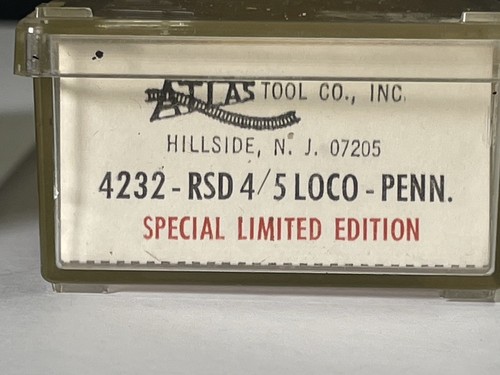 ATLAS TOOL CO., INC.
HILLSIDE, N. J. 07205
4232-RSD 4/5 LOCO-PENN.
SPECIAL LIMITED EDITION